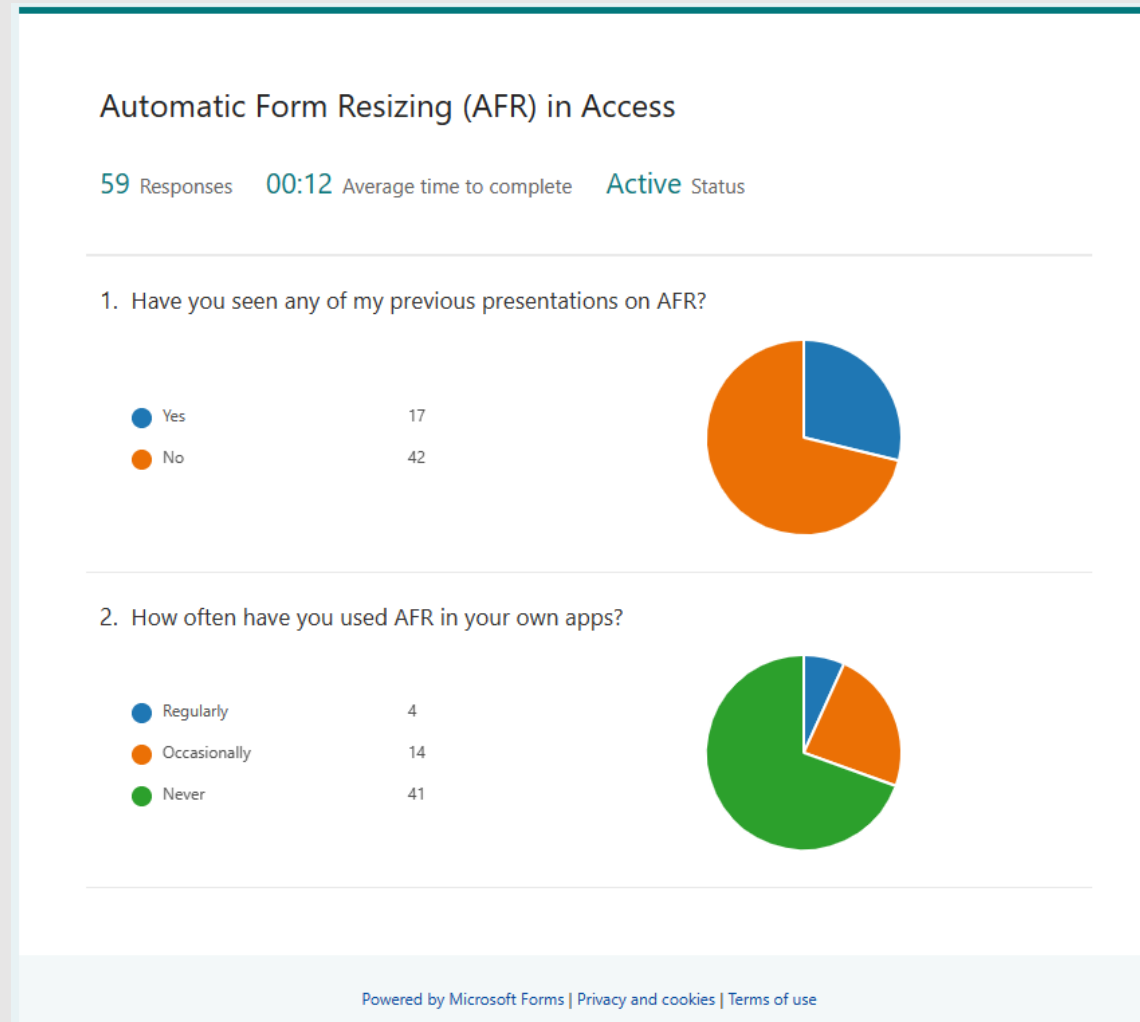 Automatic Form Resizing (AFR) in Access
59 Responses 00:12 Average time to complete Active Status
1. Have you seen any of my previous presentations on AFR?
Yes 17
No 42
2. How often have you used AFR in your own apps?
Regularly 4
Occasionally 14
Never 41
Powered by Microsoft Forms | Privacy and cookies | Terms of use